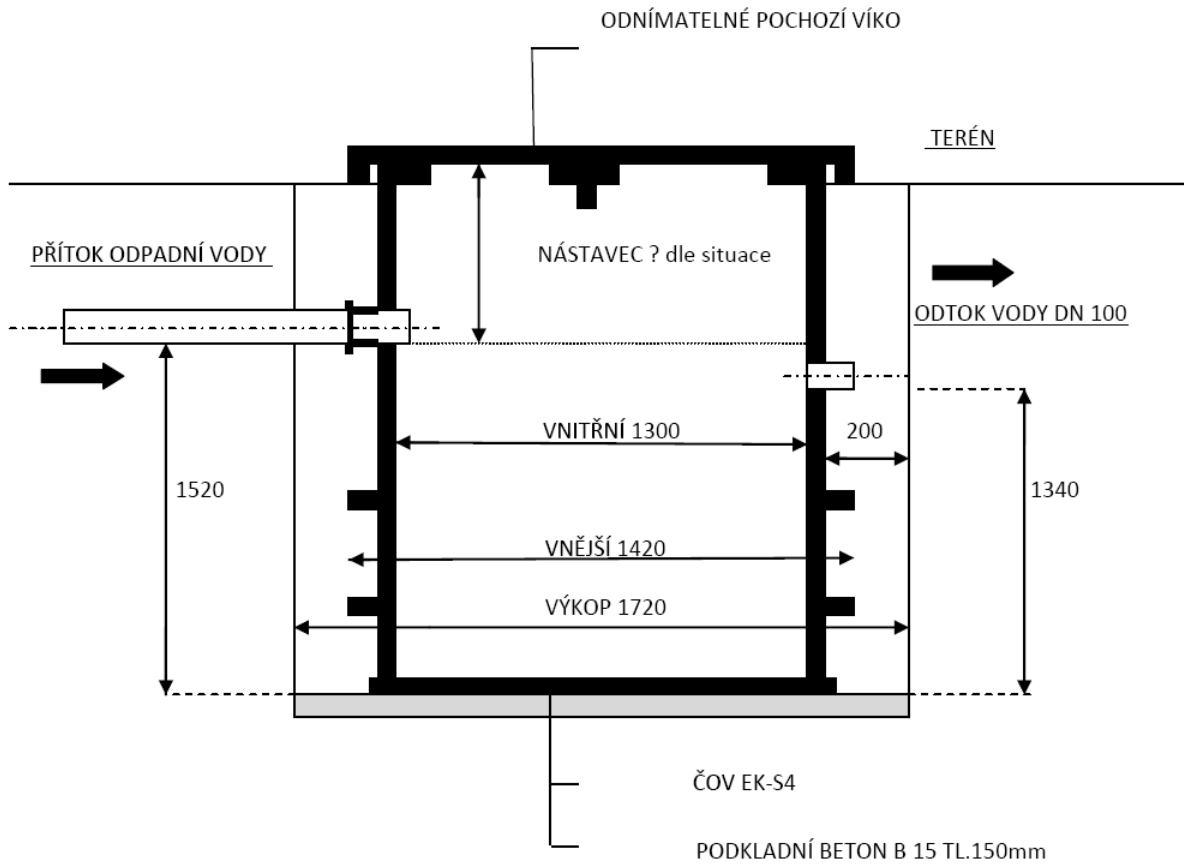 ODNÍMATELNÉ POCHOZÍ VÍKO
TERÉN
PŘÍTOK ODPADNÍ VODY
NÁSTAVEC ? dle situace
ODTOK VODY DN 100
VNITŘNÍ 1300
200
1520
1340
VNĚJŠÍ 1420
VÝKOP 1720
ČOV EK-S4
PODKLADNÍ BETON B 15 TL.150mm